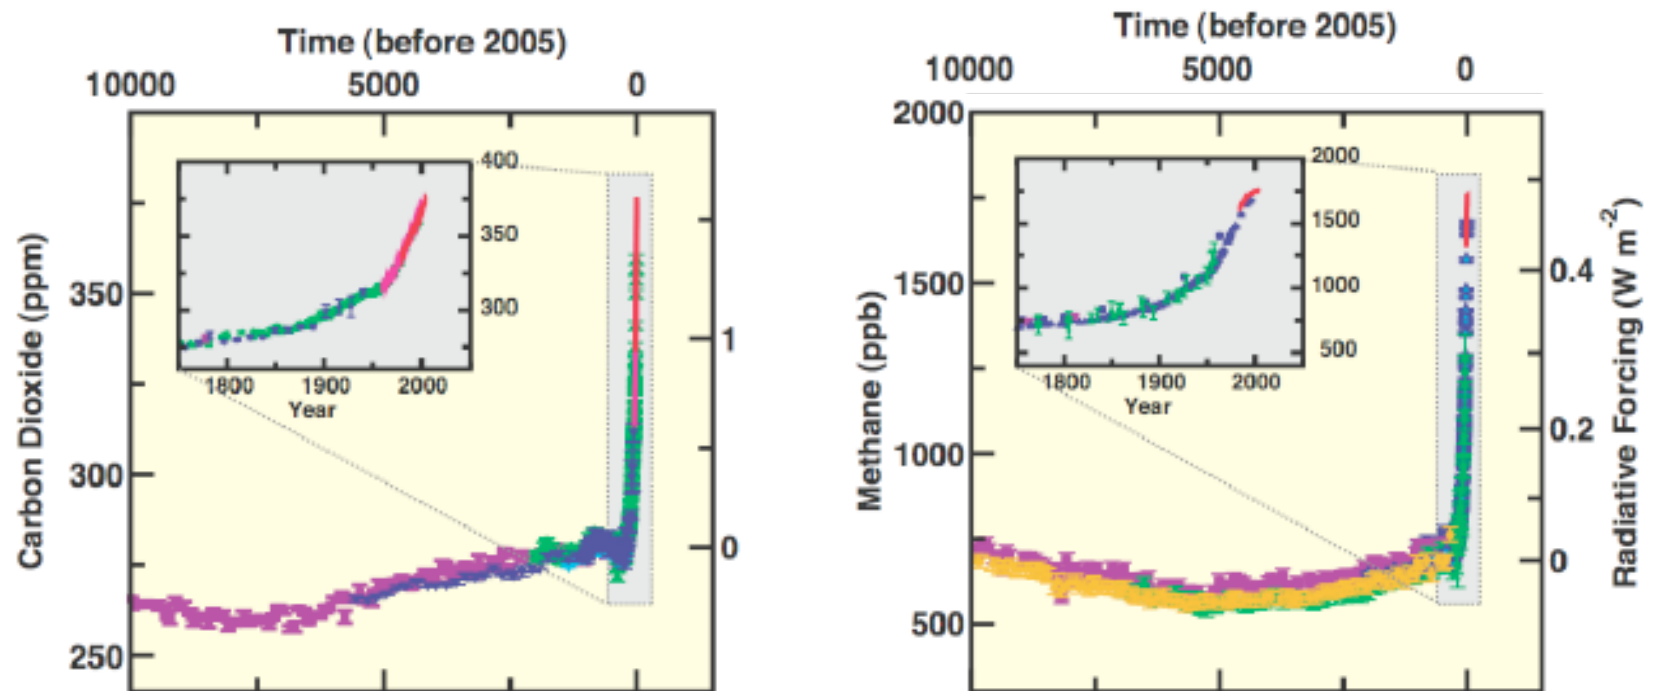 Time (before 2005)
10000 5000 0
Carbon Dioxide (ppm)
350
300
250
400
350
300
1800 1900 2000
Year
1
0
Time (before 2005)
10000 5000 0
Methane (ppb)
2000
1500
1000
500
2000
1500
1000
500
1800 1900 2000
Year
0.4
0.2
0
Radiative Forcing (W m-2)